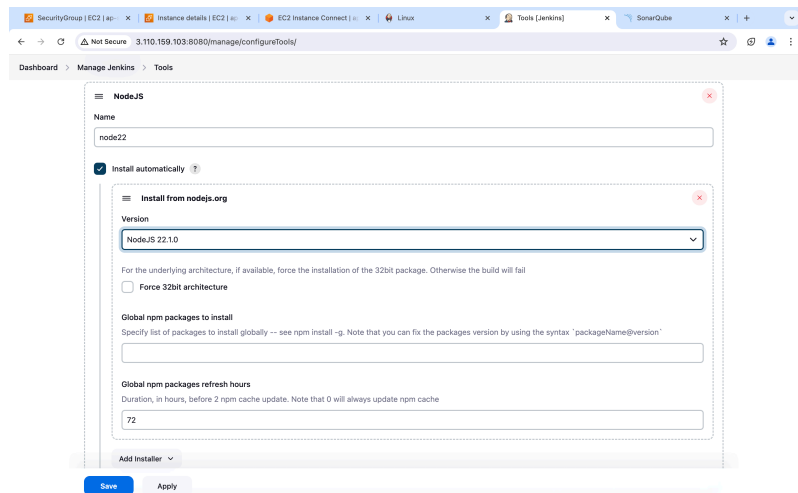 SecurityGroup | EC2 | ap-
Instance details | EC2 | ap
EC2 Instance Connect | a
Linux
Tools [Jenkins]
SonarQube
Not Secure 3.110.159.103:8080/manage/configureTools/
Dashboard > Manage Jenkins > Tools
NodeJS
Name
node22
Install automatically ?
Install from nodejs.org
Version
NodeJS 22.1.0
For the underlying architecture, if available, force the installation of the 32bit package. Otherwise the build will fail
Force 32bit architecture
Global npm packages to install
Specify list of packages to install globally -- see npm install -g. Note that you can fix the packages version by using the syntax `packageName@version`
Global npm packages refresh hours
Duration, in hours, before 2 npm cache update. Note that 0 will always update npm cache
72
Add Installer
Save Apply